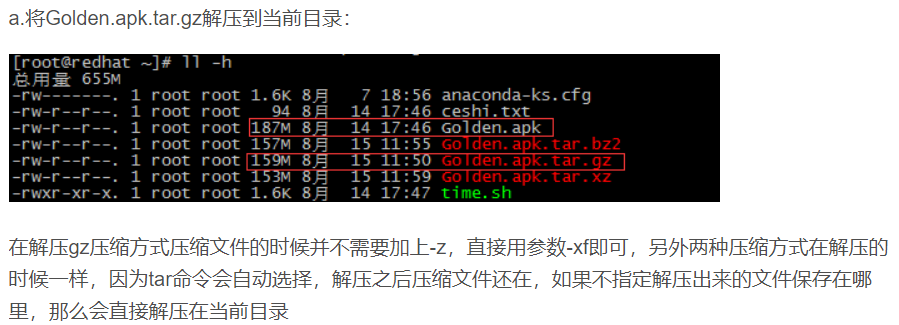 a.将Golden.apk.tar.gz解压到当前目录：
[root@redhat ~]# ll -h
总用量 655M
-rw-------. 1 root root 1.6K 8月   7 18:56 anaconda-ks.cfg
-rw-r--r--. 1 root root   94 8月  14 17:46 ceshi.txt
-rw-r--r--. 1 root root 187M 8月  14 17:46 Golden.apk
-rw-r--r--. 1 root root 157M 8月  15 11:55 Golden.apk.tar.bz2
-rw-r--r--. 1 root root 159M 8月  15 11:50 Golden.apk.tar.gz
-rw-r--r--. 1 root root 153M 8月  15 11:59 Golden.apk.tar.xz
-rwxr-xr-x. 1 root root 1.6K 8月  14 17:47 time.sh
在解压gz压缩方式压缩文件的时候并不需要加上-z，直接用参数-xf即可，另外两种压缩方式在解压的
时候一样，因为tar命令会自动选择，解压之后压缩文件还在，如果不指定解压出来的文件保存在哪
里，那么会直接解压在当前目录